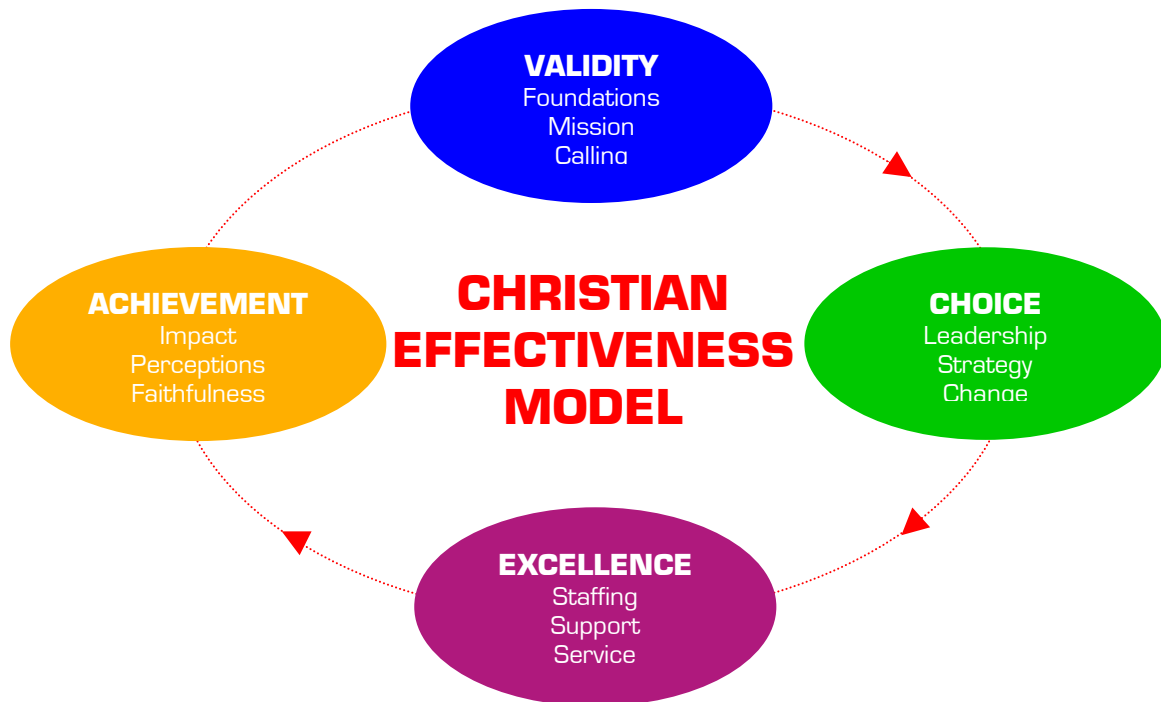 VALIDITY
Foundations
Mission
Calling
ACHIEVEMENT
Impact
Perceptions
Faithfulness
CHRISTIAN
EFFECTIVENESS
MODEL
CHOICE
Leadership
Strategy
Change
EXCELLENCE
Staffing
Support
Service